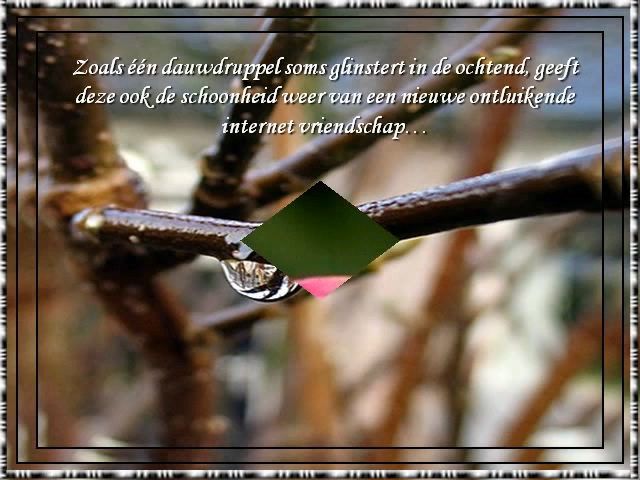 Zoals één dauwdruppel soms glinstert in de ochtend, geeft
deze ook de schoonheid weer van een nieuwe ontluikende
internet vriendschap…